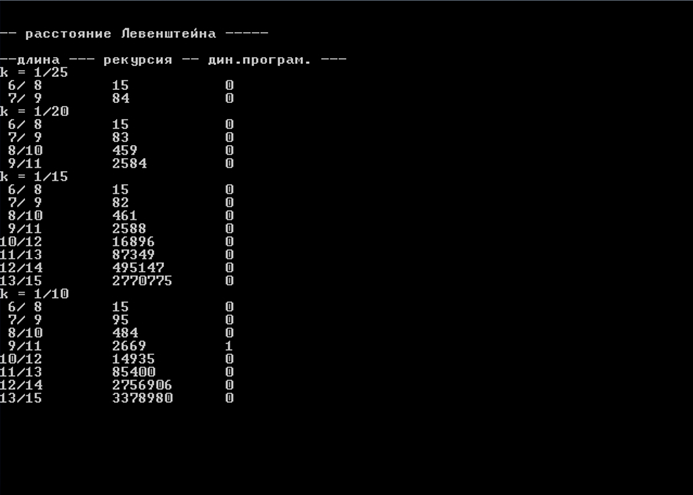 -- расстояние Левенштейна -----
--длина --- рекурсия -- дин.програм. ---
k = 1/25
6/ 8 15 0
7/ 9 84 0
k = 1/20
6/ 8 15 0
7/ 9 83 0
8/10 459 0
9/11 2584 0
k = 1/15
6/ 8 15 0
7/ 9 82 0
8/10 461 0
9/11 2588 0
10/12 16896 0
11/13 87349 0
12/14 495147 0
13/15 2770775 0
k = 1/10
6/ 8 15 0
7/ 9 95 0
8/10 484 0
9/11 2669 1
10/12 14935 0
11/13 85400 0
12/14 2756906 0
13/15 3378980 0